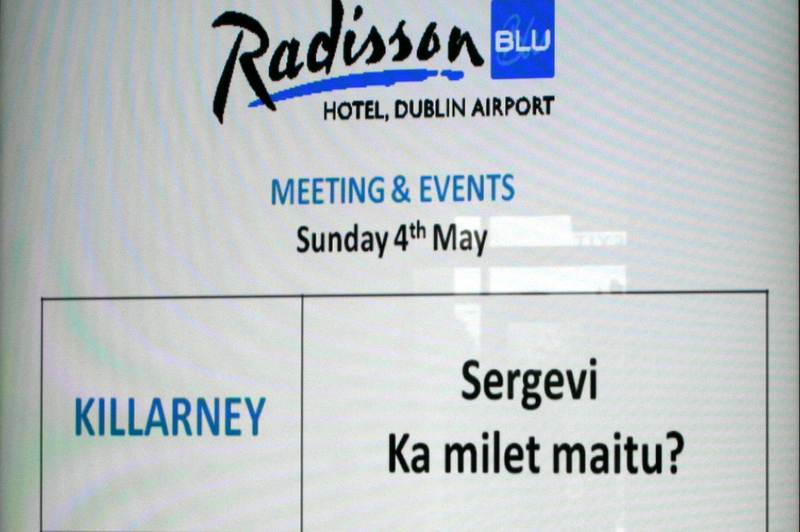 Radisson BLU
HOTEL, DUBLIN AIRPORT
MEETING & EVENTS
Sunday 4th May
KILLARNEY
Sergevi
Ka milet maitu?